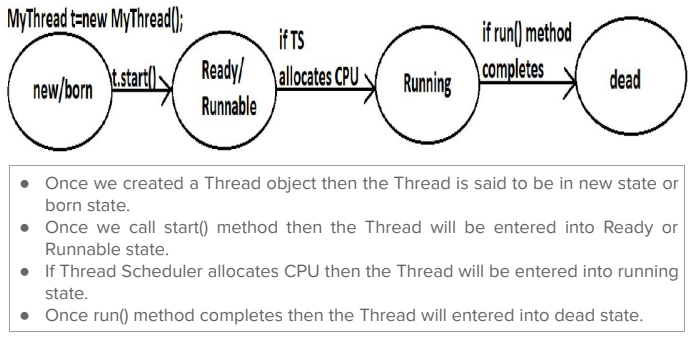 MyThread t=new MyThread();
new/born
t.start()
Ready/
Runnable
if TS
allocates CPU
Running
if run() method
completes
dead
● Once we created a Thread object then the Thread is said to be in new state or
born state.
● Once we call start() method then the Thread will be entered into Ready or
Runnable state.
● If Thread Scheduler allocates CPU then the Thread will be entered into running
state.
● Once run() method completes then the Thread will entered into dead state.